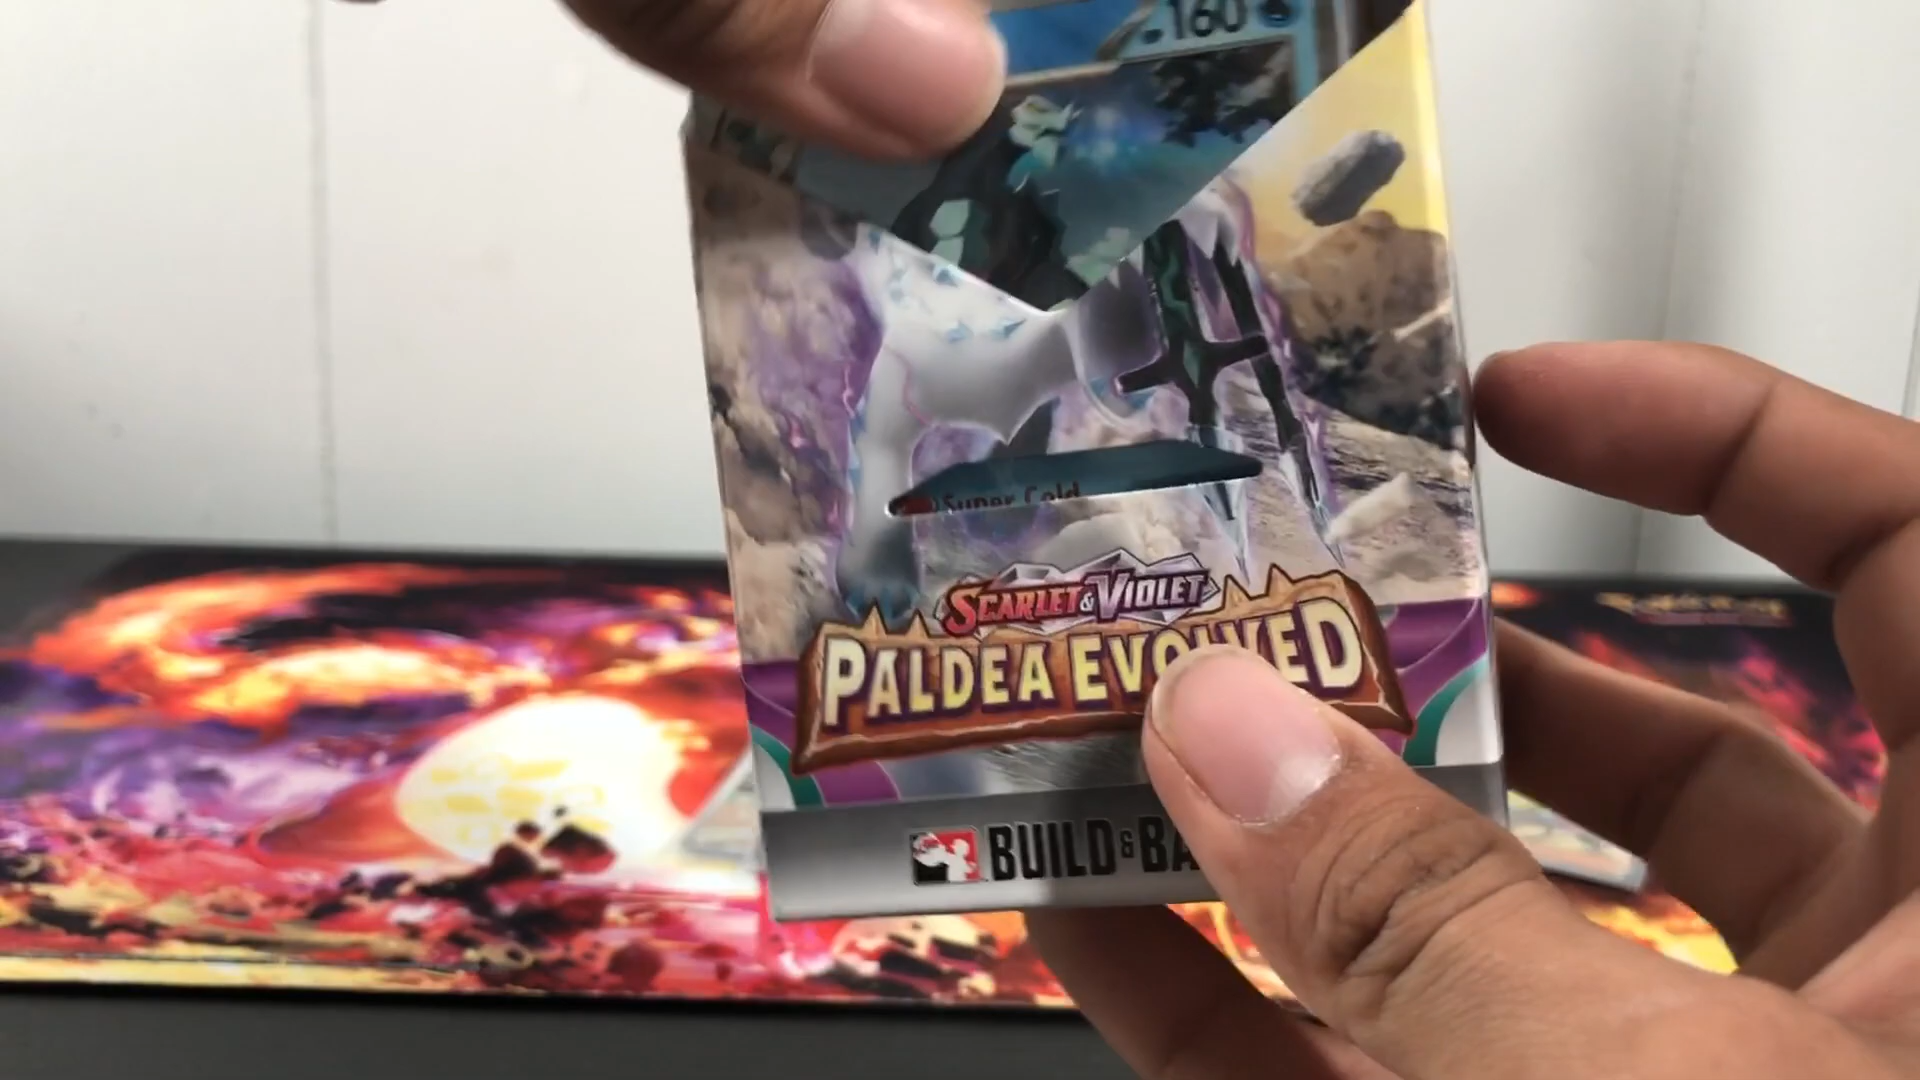 160
Super Cold
SCARLET & VIOLET
PALDEA EVOLVED
BUILD & BA